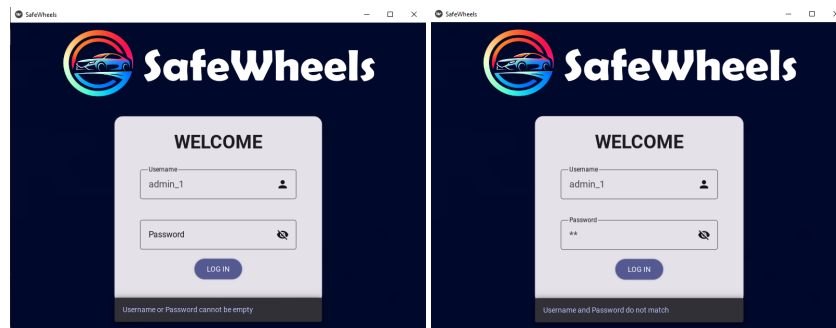 SafeWheels
SafeWheels
WELCOME
Username
admin_1
Password
LOG IN
Username or Password cannot be empty
SafeWheels
SafeWheels
WELCOME
Username
admin_1
Password
**
LOG IN
Username and Password do not match